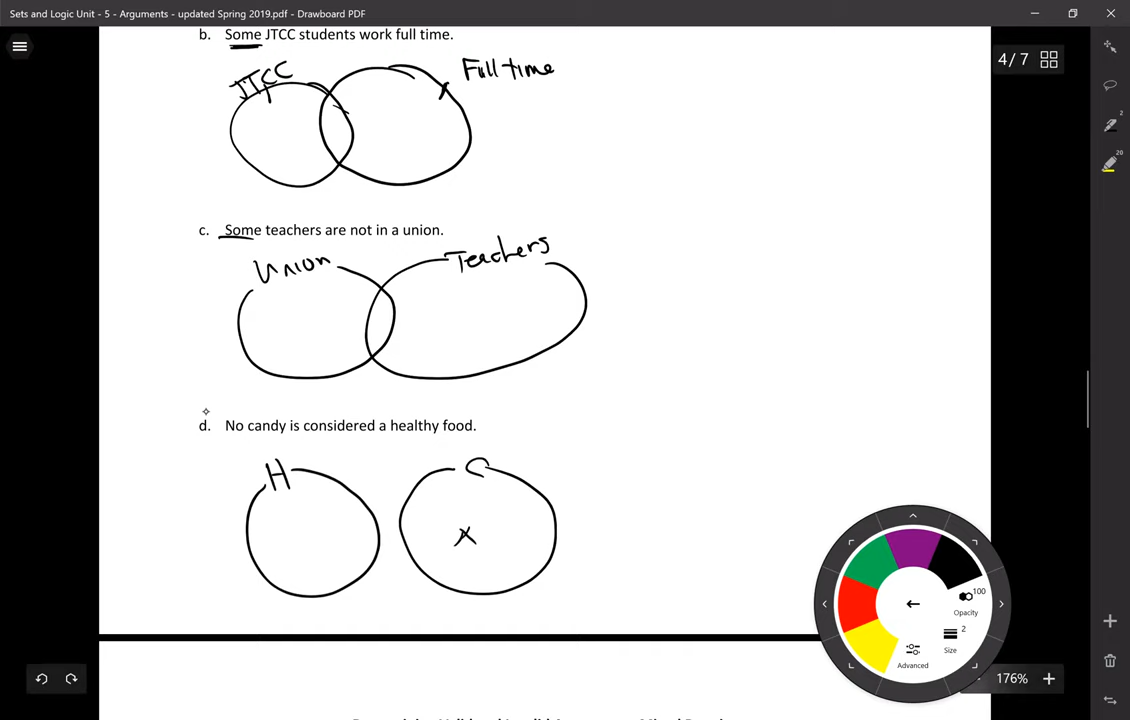 Sets and Logic Unit - 5 - Arguments - updated Spring 2019.pdf - Drawboard PDF
b. Some JTCC students work full time.
4/7
JTCC
Full time
2
20
c. Some teachers are not in a union.
Union
Teachers
d. No candy is considered a healthy food.
H
C
X
100
Opacity
2
Size
Advanced
176%